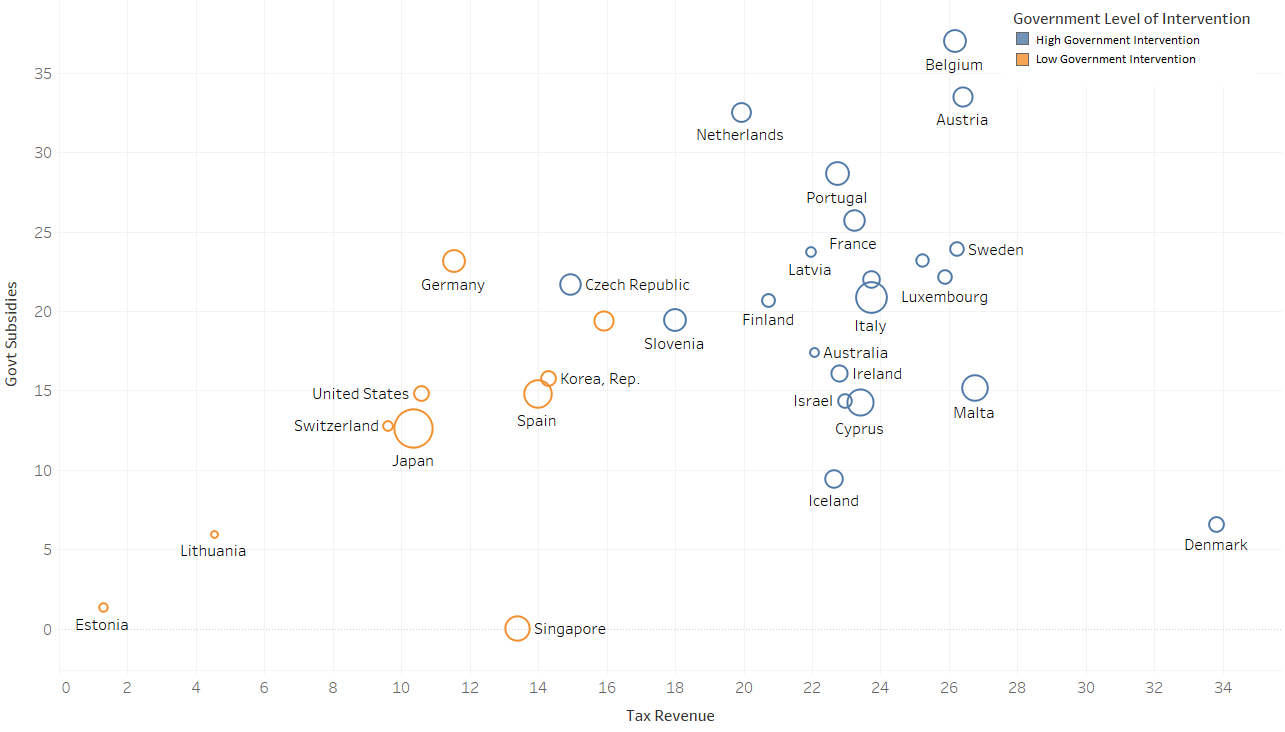 Government Level of Intervention
High Government Intervention
Low Government Intervention
Belgium
Austria
Netherlands
Portugal
France
Latvia
Sweden
Germany
Czech Republic
Luxembourg
Finland
Italy
Slovenia
Australia
Ireland
Korea, Rep.
United States
Israel
Spain
Malta
Switzerland
Cyprus
Japan
Iceland
Lithuania
Denmark
Estonia
Singapore
Govt Subsidies
35
30
25
20
15
10
5
0
0 2 4 6 8 10 12 14 16 18 20 22 24 26 28 30 32 34
Tax Revenue